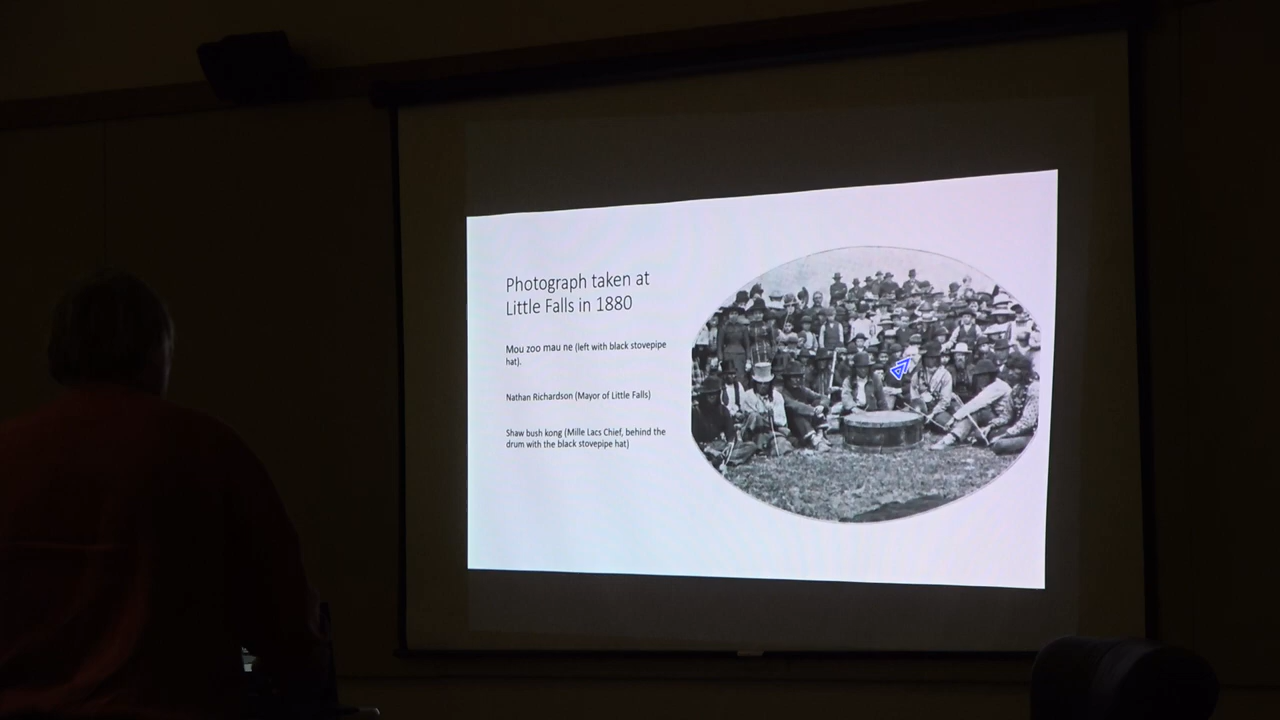 Photograph taken at
Little Falls in 1880
Mou zoo mau ne (left with black stovepipe
hat).
Nathan Richardson (Mayor of Little Falls)
Shaw bush kong (Mille Lacs Chief, behind the
drum with the black stovepipe hat)